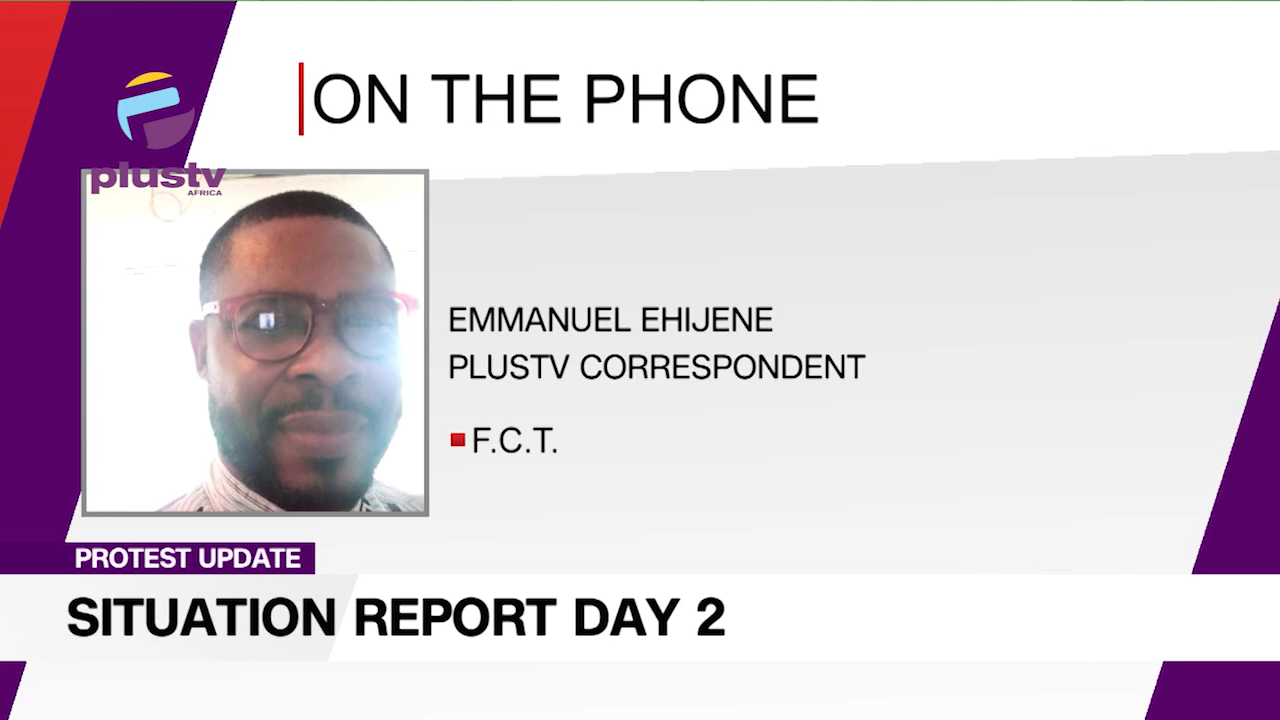 ON THE PHONE
plustv
AFRICA
EMMANUEL EHIJENE
PLUSTV CORRESPONDENT
F.C.T.
PROTEST UPDATE
SITUATION REPORT DAY 2